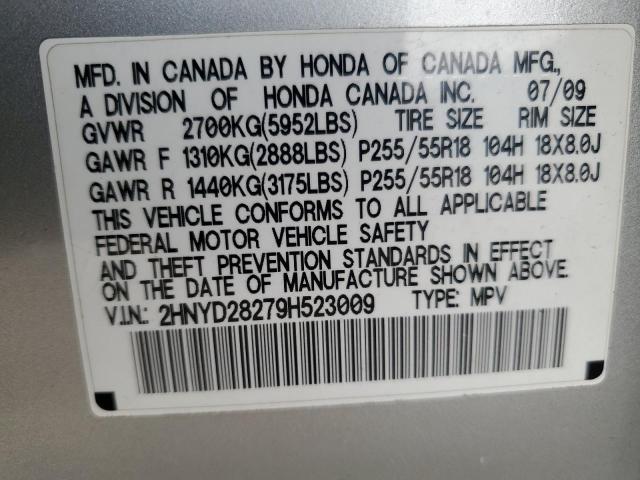 MFD. IN CANADA BY HONDA OF CANADA MFG.,
A DIVISION OF HONDA CANADA INC. 07/09
GVWR 2700KG(5952LBS) TIRE SIZE RIM SIZE
GAWR F 1310KG(2888LBS) P255/55R18 104H 18X8.0J
GAWR R 1440KG(3175LBS) P255/55R18 104H 18X8.0J
THIS VEHICLE CONFORMS TO ALL APPLICABLE
FEDERAL MOTOR VEHICLE SAFETY
AND THEFT PREVENTION STANDARDS IN EFFECT
ON THE DATE OF MANUFACTURE SHOWN ABOVE.
V.I.N.: 2HNYD28279H523009 TYPE: MPV